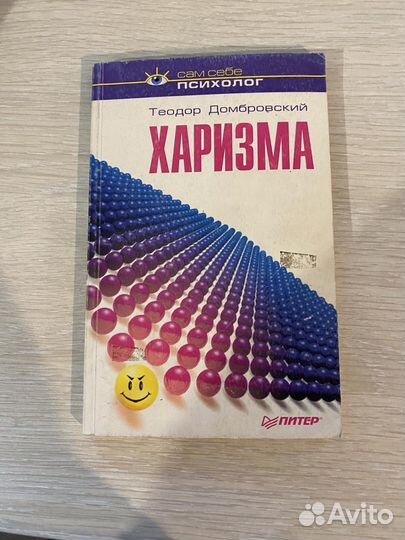 сам себе
ПСИХОЛОГ
Теодор Домбровский
ХАРИЗМА
ПИТЕР
Avito